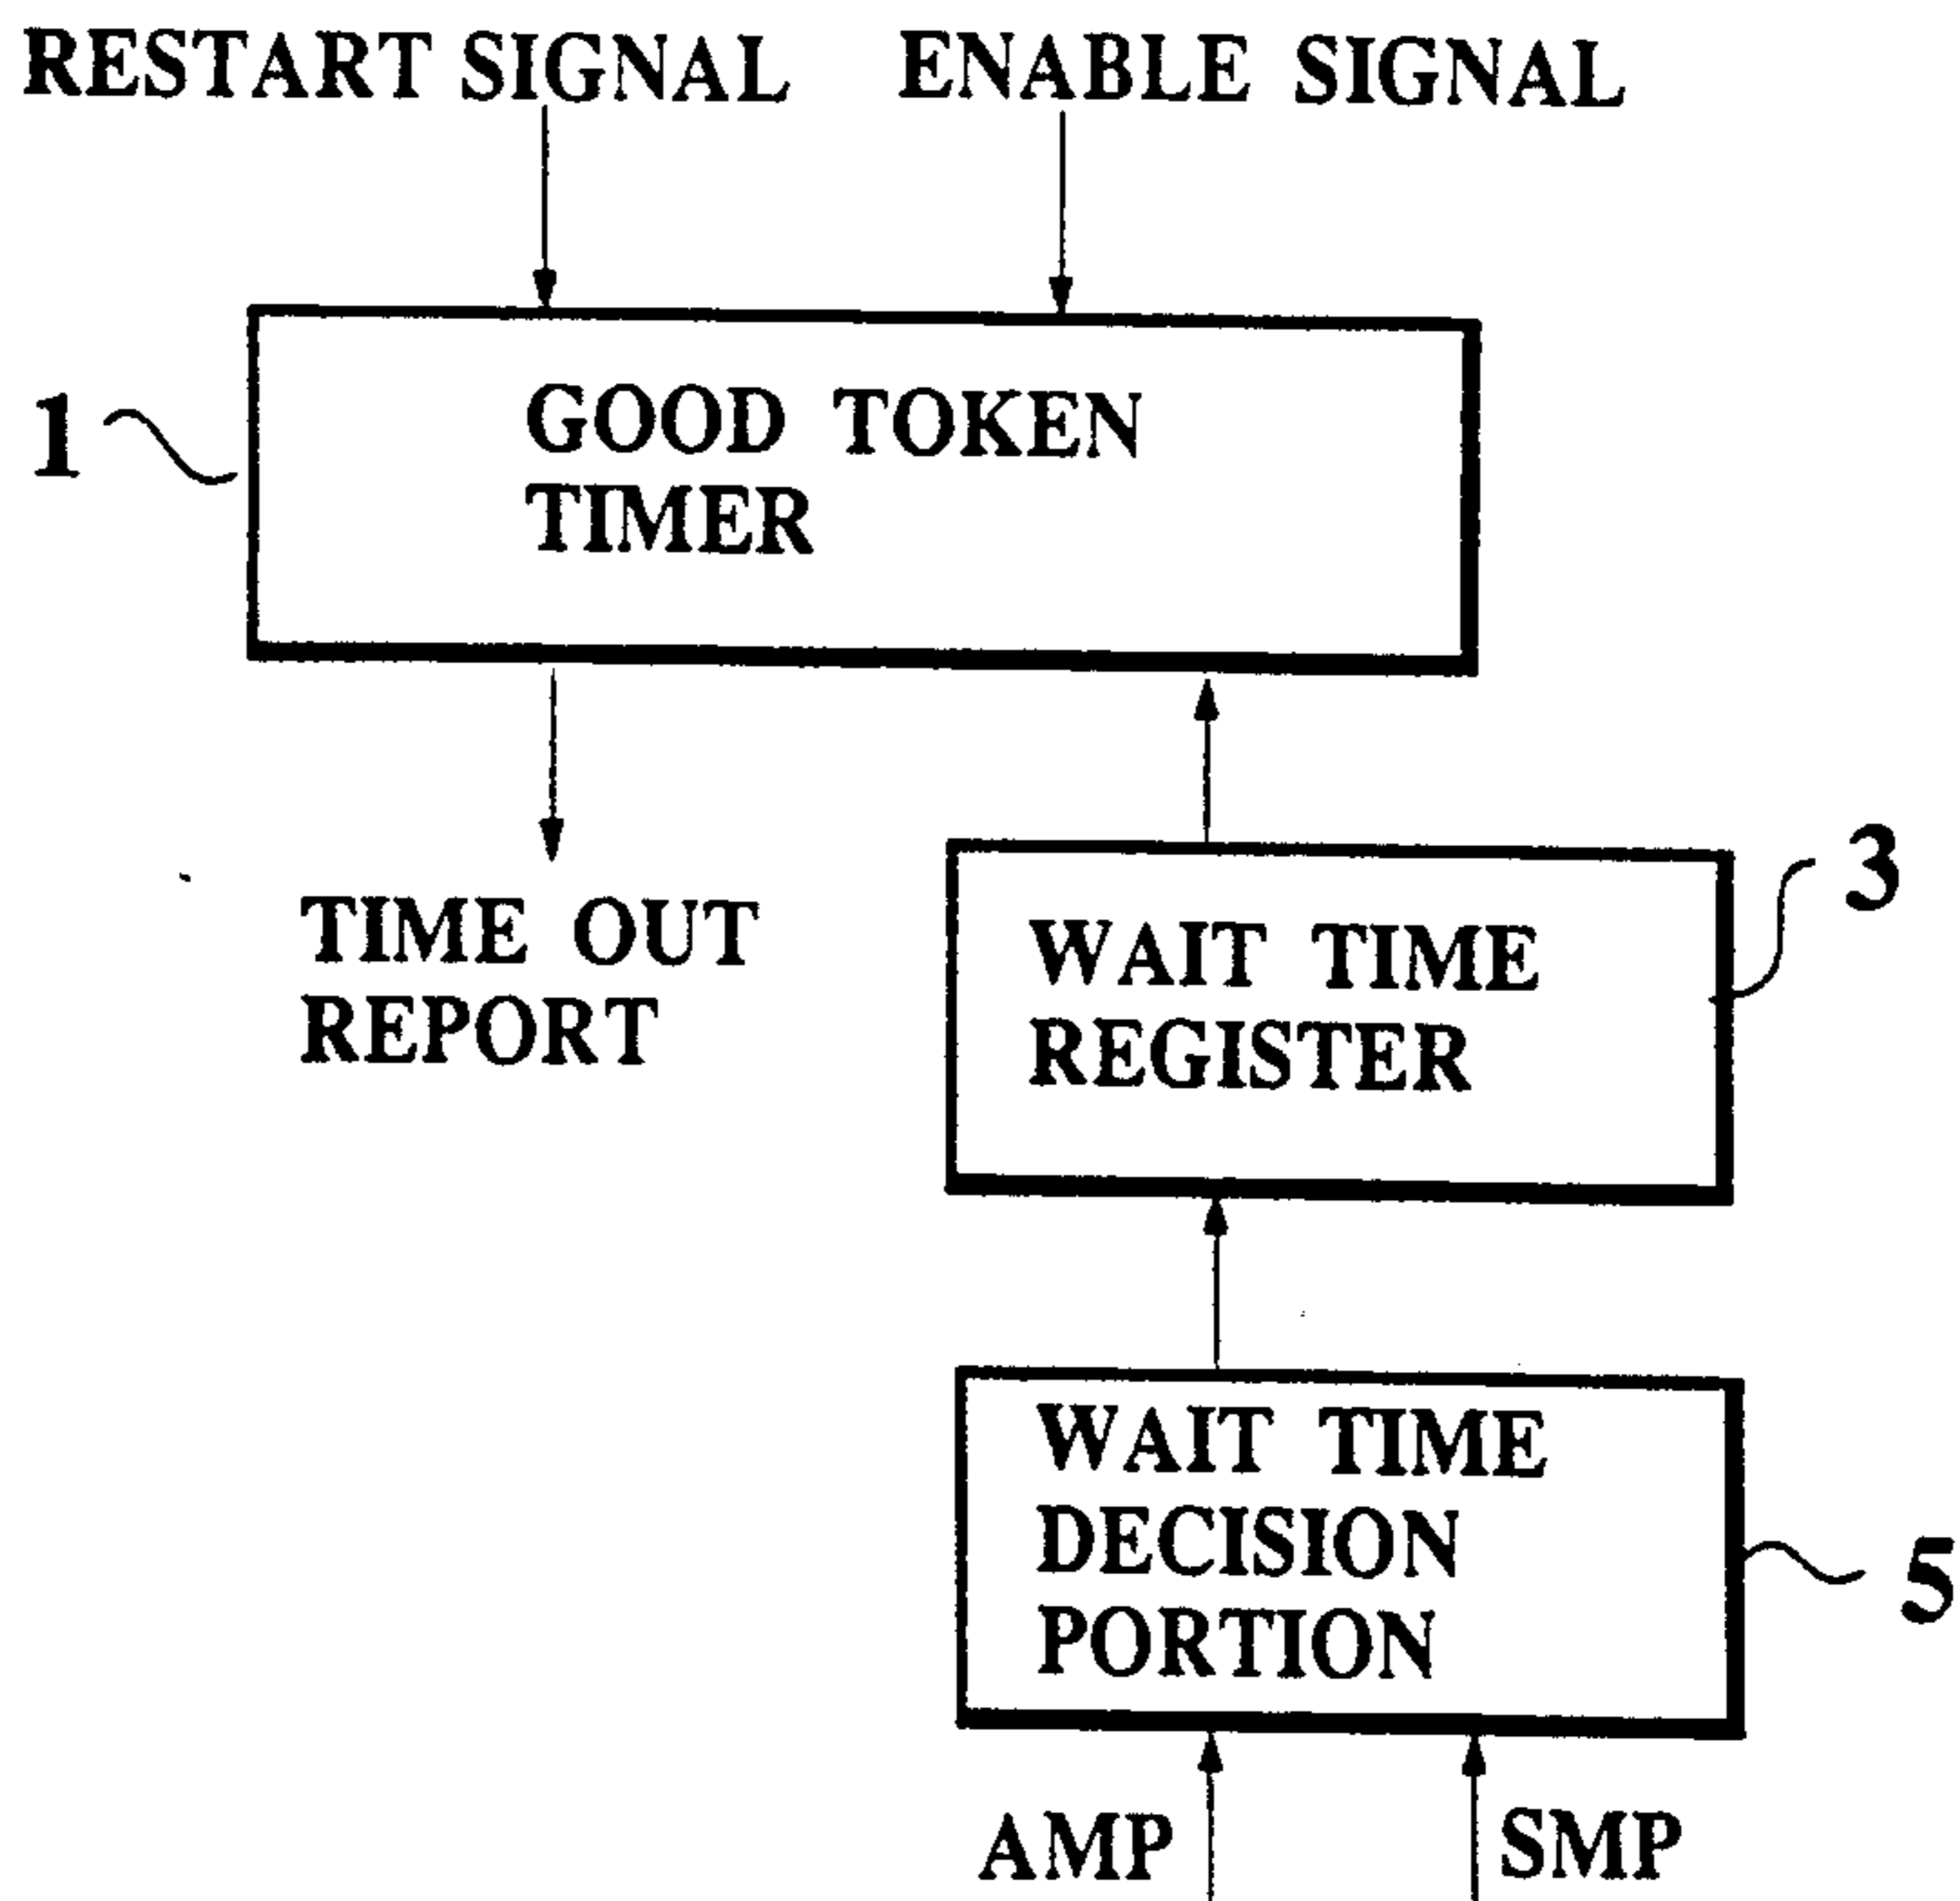 RESTART SIGNAL
ENABLE SIGNAL
1
GOOD TOKEN
TIMER
TIME OUT
REPORT
3
WAIT TIME
REGISTER
WAIT TIME
DECISION
PORTION
5
AMP
SMP